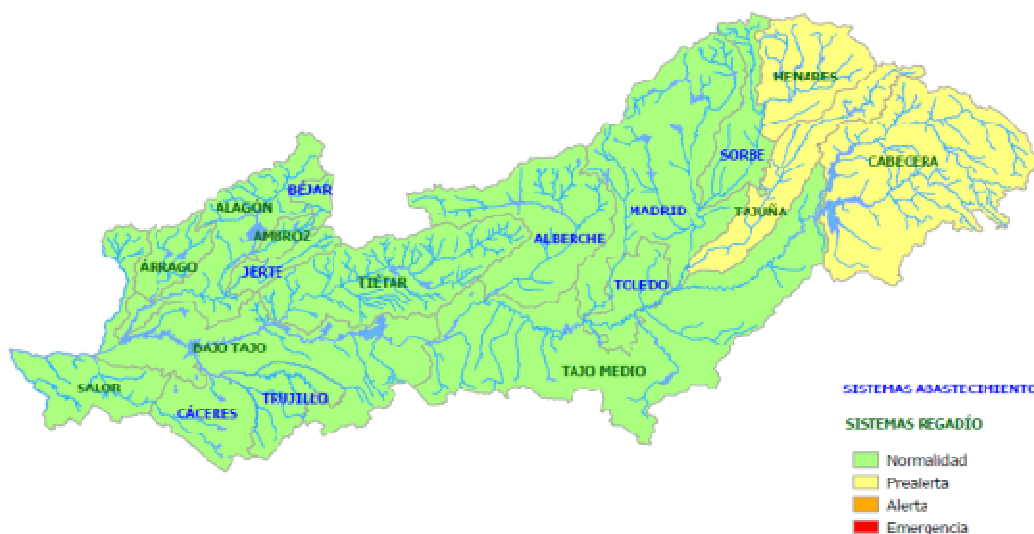 HENARES
CABECERA
SORBE
BÉJAR
ALAGÓN
TAJUÑA
MADRID
AMBROZ
ALBERCHE
ÁRRAGO
JERTE
TIÉTAR
TOLEDO
BAJO TAJO
TAJO MEDIO
SALOR
TRUJILLO
CÁCERES
SISTEMAS ABASTECIMIENTO
SISTEMAS REGADÍO
Normalidad
Prealerta
Alerta
Emergencia